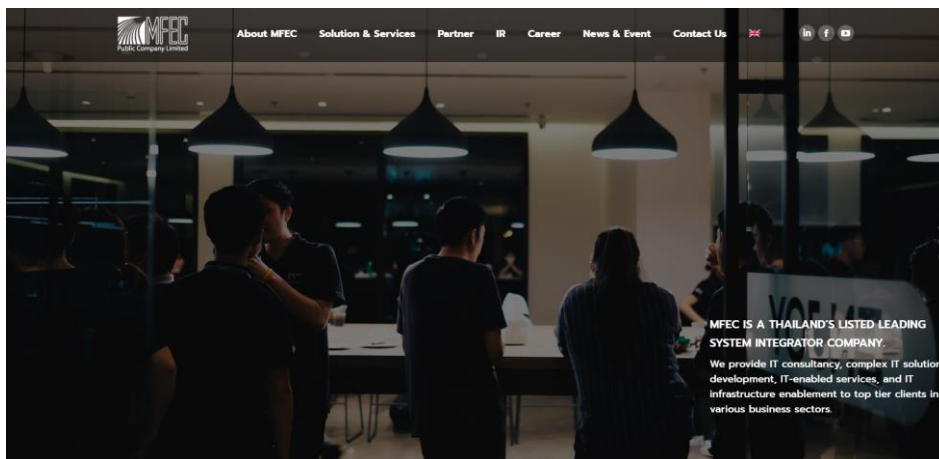 MFEC
Public Company Limited
About MFEC Solution & Services Partner IR Career News & Event Contact Us
in f
MFEC IS A THAILAND'S LISTED LEADING
SYSTEM INTEGRATOR COMPANY.
We provide IT consultancy, complex IT solution
development, IT-enabled services, and IT
infrastructure enablement to top tier clients in
various business sectors.